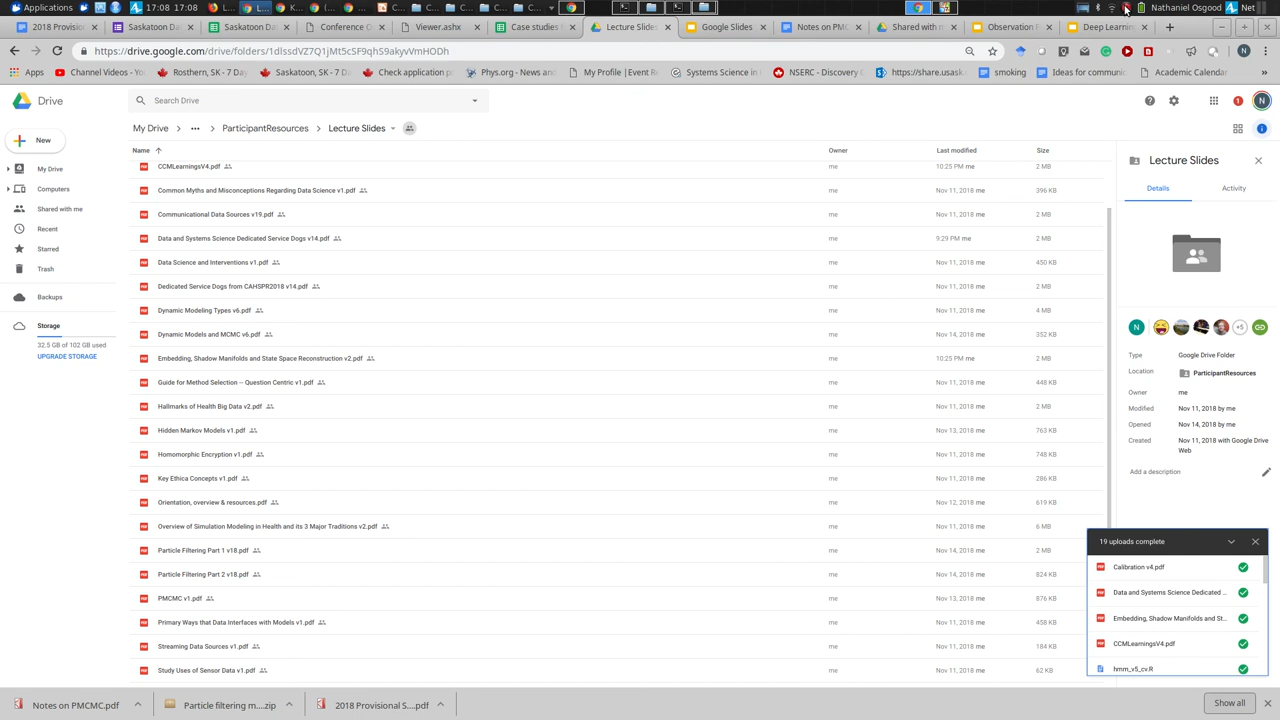 Applications
17:08 17:08
Nathaniel Osgood
Net
2018 Provision
Saskatoon Da
Calendar
Viewer.xhtml
Case studies f
Lecture Slides
Google Slides
Notes on PMC
Shared with m
Observation F
Deep Learning
https://drive.google.com/drive/folders/
Apps
Channel Videos - You
Rosthern, SK - 7 Day
Saskatoon, SK - 7 Da
Check application pr
Phys.org - News and
My Profile |Event Re
Systems Science in H
NSERC - Discovery G
https://share.usask.c
smoking
Ideas for communic
Academic Calendar
»
Drive
Search Drive
1
N
New
My Drive
...
ParticipantResources
Lecture Slides
My Drive
Computers
Shared with me
Recent
Starred
Trash
Backups
Storage
32.5 GB of 102 GB used
UPGRADE STORAGE
Name Owner Last modified Size
CCMLearningsV4.pdf me 10:25 PM me 2 MB
Common Myths and Misconceptions Regarding Data Science v1.pdf me Nov 11, 2018 me 396 KB
Communicational Data Sources v19.pdf me Nov 11, 2018 me 2 MB
Data and Systems Science Dedicated Service Dogs v14.pdf me 9:29 PM me 2 MB
Data Science and Interventions v1.pdf me Nov 11, 2018 me 450 KB
Dedicated Service Dogs from CAHSPR2018 v14.pdf me Nov 11, 2018 me 2 MB
Dynamic Modeling Types v6.pdf me Nov 11, 2018 me 4 MB
Dynamic Models and MCMC v6.pdf me Nov 14, 2018 me 352 KB
Embedding, Shadow Manifolds and State Space Reconstruction v2.pdf me 10:25 PM me 2 MB
Guide for Method Selection -- Question Centric v1.pdf me Nov 11, 2018 me 448 KB
Hallmarks of Health Big Data v2.pdf me Nov 11, 2018 me 2 MB
Hidden Markov Models v1.pdf me Nov 13, 2018 me 763 KB
Homomorphic Encryption v1.pdf me Nov 11, 2018 me 748 KB
Key Ethica Concepts v1.pdf me Nov 11, 2018 me 286 KB
Orientation, overview & resources.pdf me Nov 12, 2018 me 619 KB
Overview of Simulation Modeling in Health and its 3 Major Traditions v2.pdf me Nov 11, 2018 me 6 MB
Particle Filtering Part 1 v18.pdf me Nov 14, 2018 me 2 MB
Particle Filtering Part 2 v18.pdf me Nov 14, 2018 me 824 KB
PMCMC v1.pdf me Nov 13, 2018 me 876 KB
Primary Ways that Data Interfaces with Models v1.pdf me Nov 11, 2018 me 458 KB
Streaming Data Sources v1.pdf me Nov 11, 2018 me 184 KB
Study Uses of Sensor Data v1.pdf me Nov 11, 2018 me 62 KB
Lecture Slides
Details Activity
N +5
Type Google Drive Folder
Location ParticipantResources
Owner me
Modified Nov 11, 2018 by me
Opened Nov 14, 2018 by me
Created Nov 11, 2018 with Google Drive
Web
Add a description
19 uploads complete
Calibration v4.pdf
Data and Systems Science Dedicated ...
Embedding, Shadow Manifolds and St...
CCMLearningsV4.pdf
hmm_v5_cv.R
Notes on PMCMC.pdf
Particle filtering m....zip
2018 Provisional S....pdf
Show all